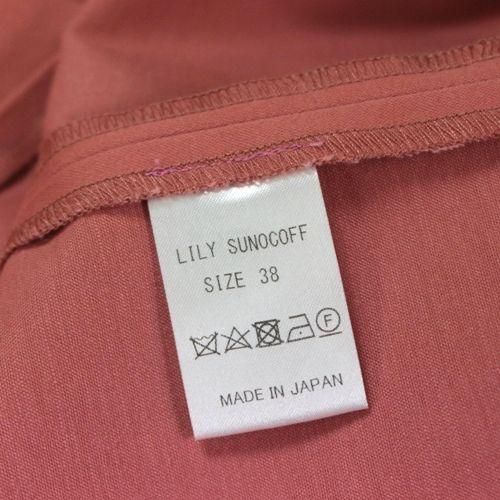 LILY SUNOCOFF
SIZE 38
F
MADE IN JAPAN